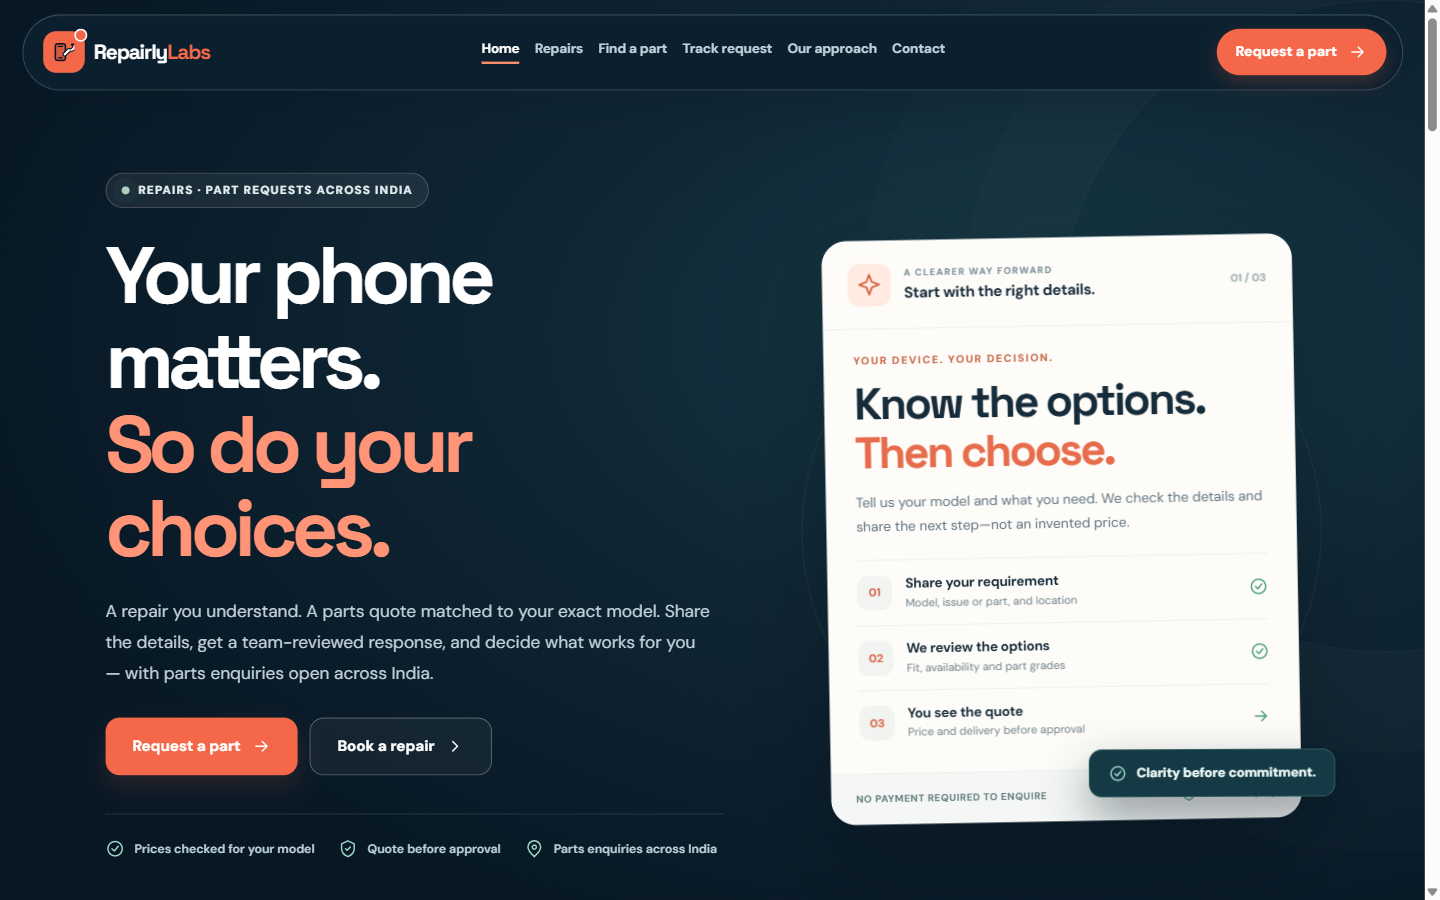 RepairlyLabs
Home
Repairs
Find a part
Track request
Our approach
Contact
Request a part
REPAIRS · PART REQUESTS ACROSS INDIA
Your phone
matters.
So do your
choices.
A repair you understand. A parts quote matched to your exact model. Share
the details, get a team-reviewed response, and decide what works for you
— with parts enquiries open across India.
Request a part
Book a repair
Prices checked for your model
Quote before approval
Parts enquiries across India
A CLEARER WAY FORWARD
Start with the right details.
01 / 03
YOUR DEVICE. YOUR DECISION.
Know the options.
Then choose.
Tell us your model and what you need. We check the details and
share the next step—not an invented price.
01
Share your requirement
Model, issue or part, and location
02
We review the options
Fit, availability and part grades
03
You see the quote
Price and delivery before approval
NO PAYMENT REQUIRED TO ENQUIRE
Clarity before commitment.